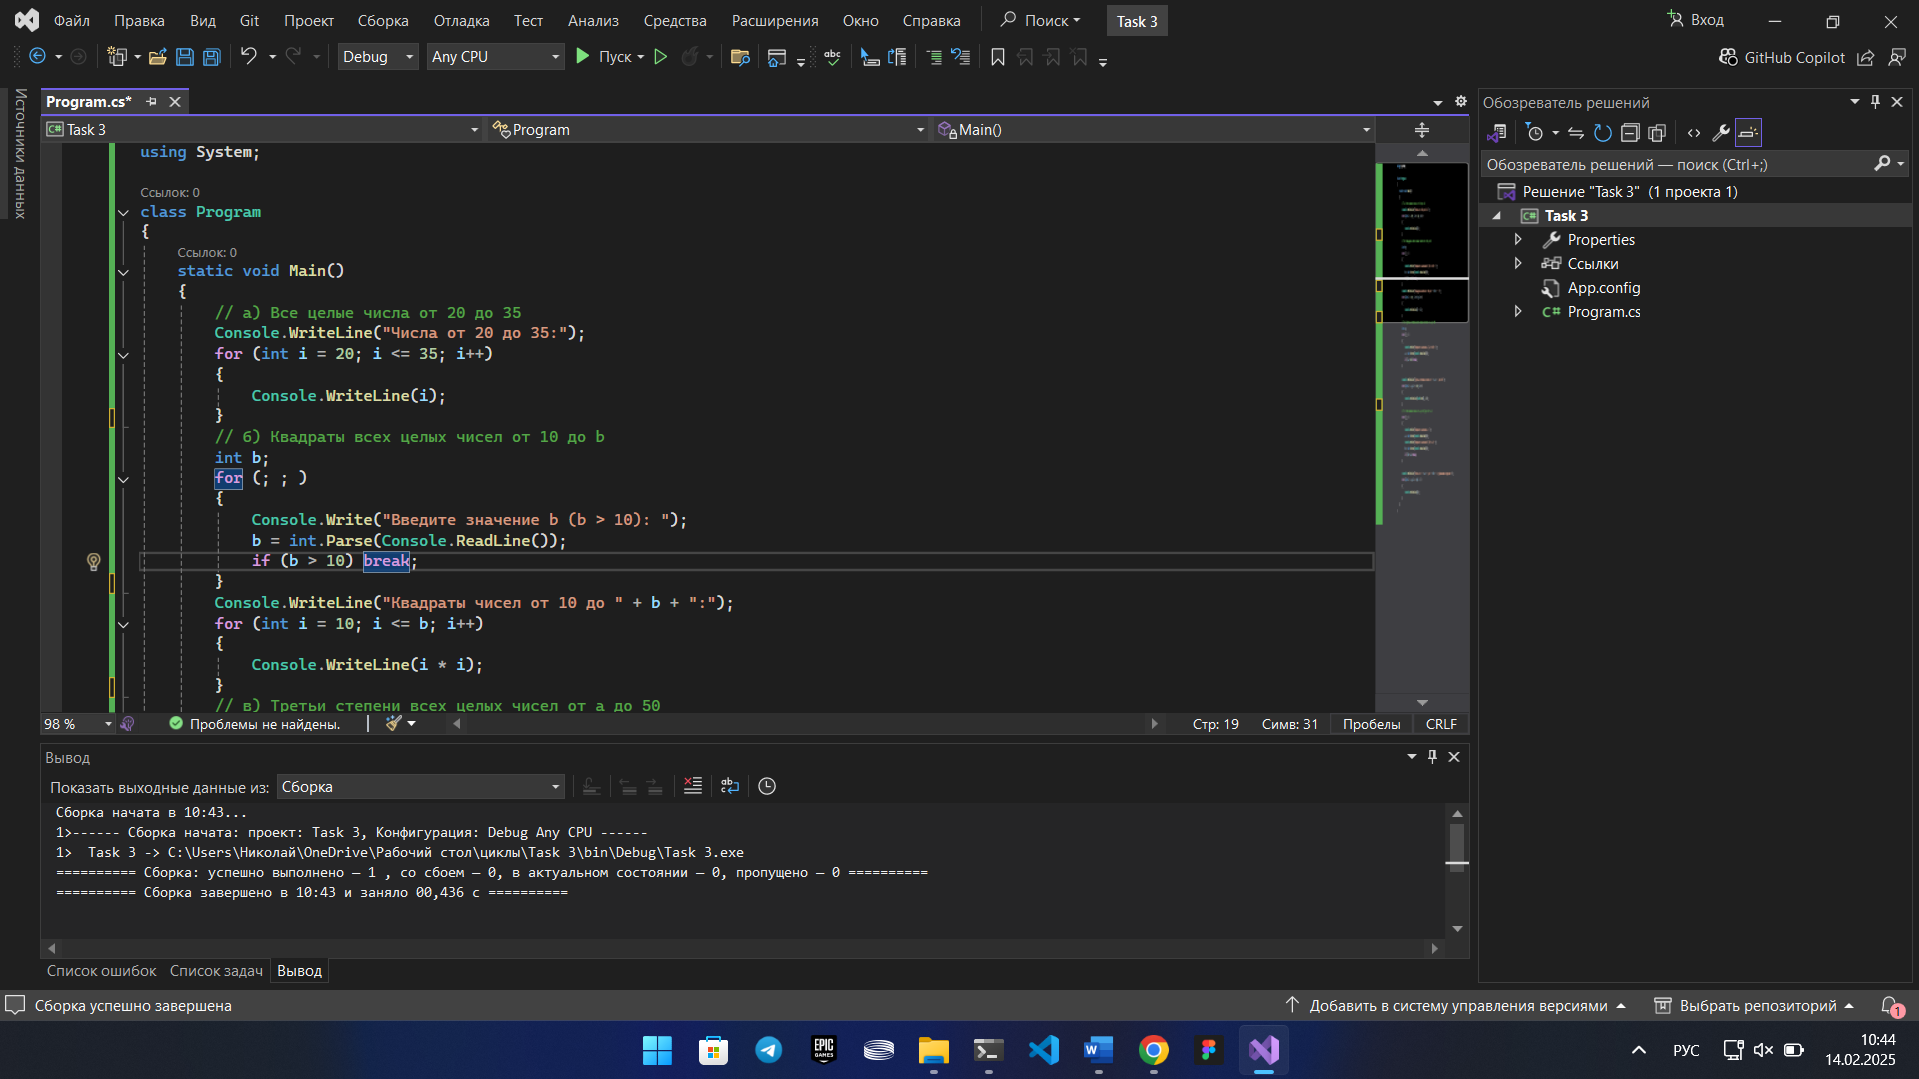 Файл Правка Вид Git Проект Сборка Отладка Тест Анализ Средства Расширения Окно Справка Поиск Task 3 Вход
Debug Any CPU Пуск GitHub Copilot
Источники данных
Program.cs*
Task 3 Program Main()
using System;
Ссылок: 0
class Program
{
Ссылок: 0
static void Main()
{
// а) Все целые числа от 20 до 35
Console.WriteLine("Числа от 20 до 35:");
for (int i = 20; i <= 35; i++)
{
Console.WriteLine(i);
}
// б) Квадраты всех целых чисел от 10 до b
int b;
for (; ; )
{
Console.Write("Введите значение b (b > 10): ");
b = int.Parse(Console.ReadLine());
if (b > 10) break;
}
Console.WriteLine("Квадраты чисел от 10 до " + b + ":");
for (int i = 10; i <= b; i++)
{
Console.WriteLine(i * i);
}
// в) Третьи степени всех целых чисел от a до 50
98 % Проблемы не найдены. Стр: 19 Симв: 31 Пробелы CRLF
Вывод
Показать выходные данные из: Сборка
Сборка начата в 10:43...
1>------ Сборка начата: проект: Task 3, Конфигурация: Debug Any CPU ------
1>  Task 3 -> C:\Users\Николай\OneDrive\Рабочий стол\циклы\Task 3\bin\Debug\Task 3.exe
========== Сборка: успешно выполнено — 1 , со сбоем — 0, в актуальном состоянии — 0, пропущено — 0 ==========
========== Сборка завершено в 10:43 и заняло 00,436 с ==========
Список ошибок Список задач Вывод
Обозреватель решений
Обозреватель решений — поиск (Ctrl+;)
Решение "Task 3" (1 проекта 1)
Task 3
Properties
Ссылки
App.config
Program.cs
Сборка успешно завершена Добавить в систему управления версиями Выбрать репозиторий 1
EPIC GAMES
РУС 10:44
14.02.2025